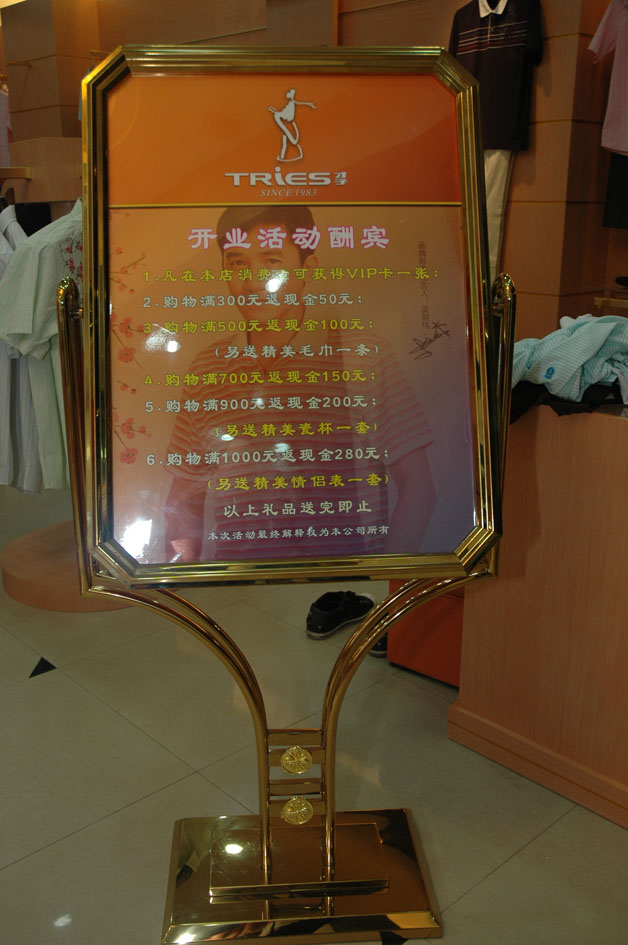 TRiES 才子
SINCE 1983
开业活动酬宾
1.凡在本店消费 可获得VIP卡一张；
2.购物满300元返现金50元；
3.购物满500元返现金100元；
（另送精美毛巾一条）
4.购物满700元返现金150元；
5.购物满900元返现金200元；
（另送精美瓷杯一套）
6.购物满1000元返现金280元；
（另送精美情侣表一套）
以上礼品送完即止
本次活动最终解释权为本公司所有